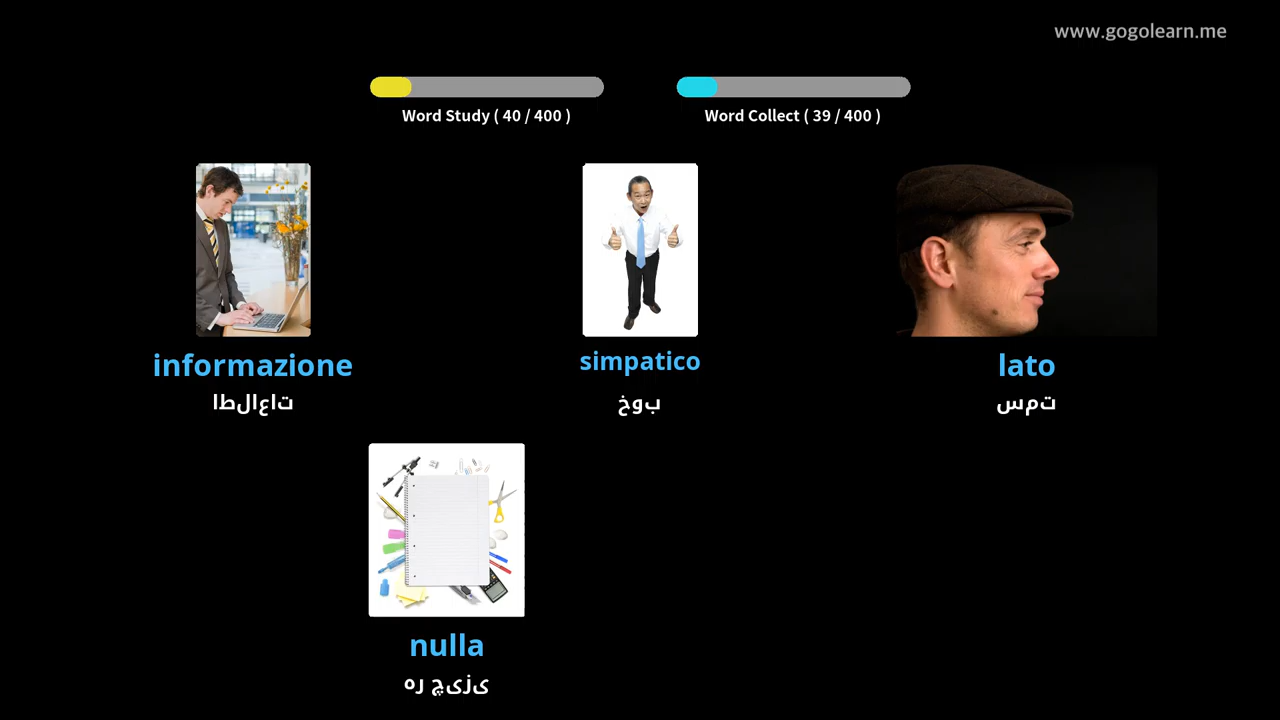 www.gogolearn.me
Word Study ( 40 / 400 )
Word Collect ( 39 / 400 )
informazione
اطلاعات
simpatico
خوب
lato
سمت
nulla
هر چیزی